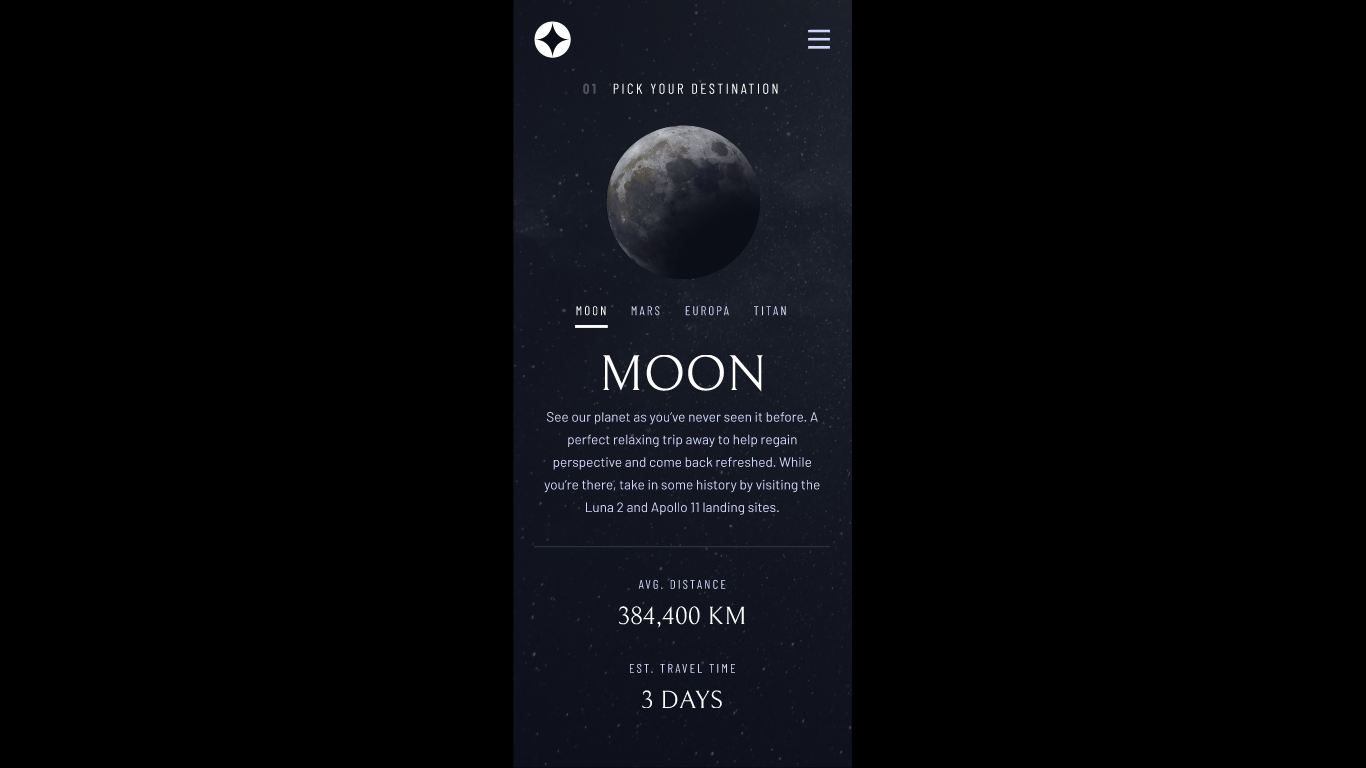 01 PICK YOUR DESTINATION
MOON MARS EUROPA TITAN
MOON
See our planet as you’ve never seen it before. A
perfect relaxing trip away to help regain
perspective and come back refreshed. While
you’re there, take in some history by visiting the
Luna 2 and Apollo 11 landing sites.
AVG. DISTANCE
384,400 KM
EST. TRAVEL TIME
3 DAYS